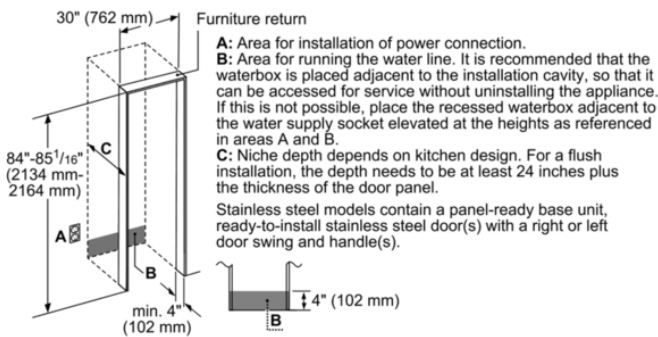 30" (762 mm)
Furniture return
A: Area for installation of power connection.
B: Area for running the water line. It is recommended that the
waterbox is placed adjacent to the installation cavity, so that it
can be accessed for service without uninstalling the appliance.
If this is not possible, place the recessed waterbox adjacent to
the water supply socket elevated at the heights as referenced
in areas A and B.
C: Niche depth depends on kitchen design. For a flush
installation, the depth needs to be at least 24 inches plus
the thickness of the door panel.
Stainless steel models contain a panel-ready base unit,
ready-to-install stainless steel door(s) with a right or left
door swing and handle(s).
C
84"-85 1/16"
(2134 mm-
2164 mm)
A
B
min. 4"
(102 mm)
4" (102 mm)
B